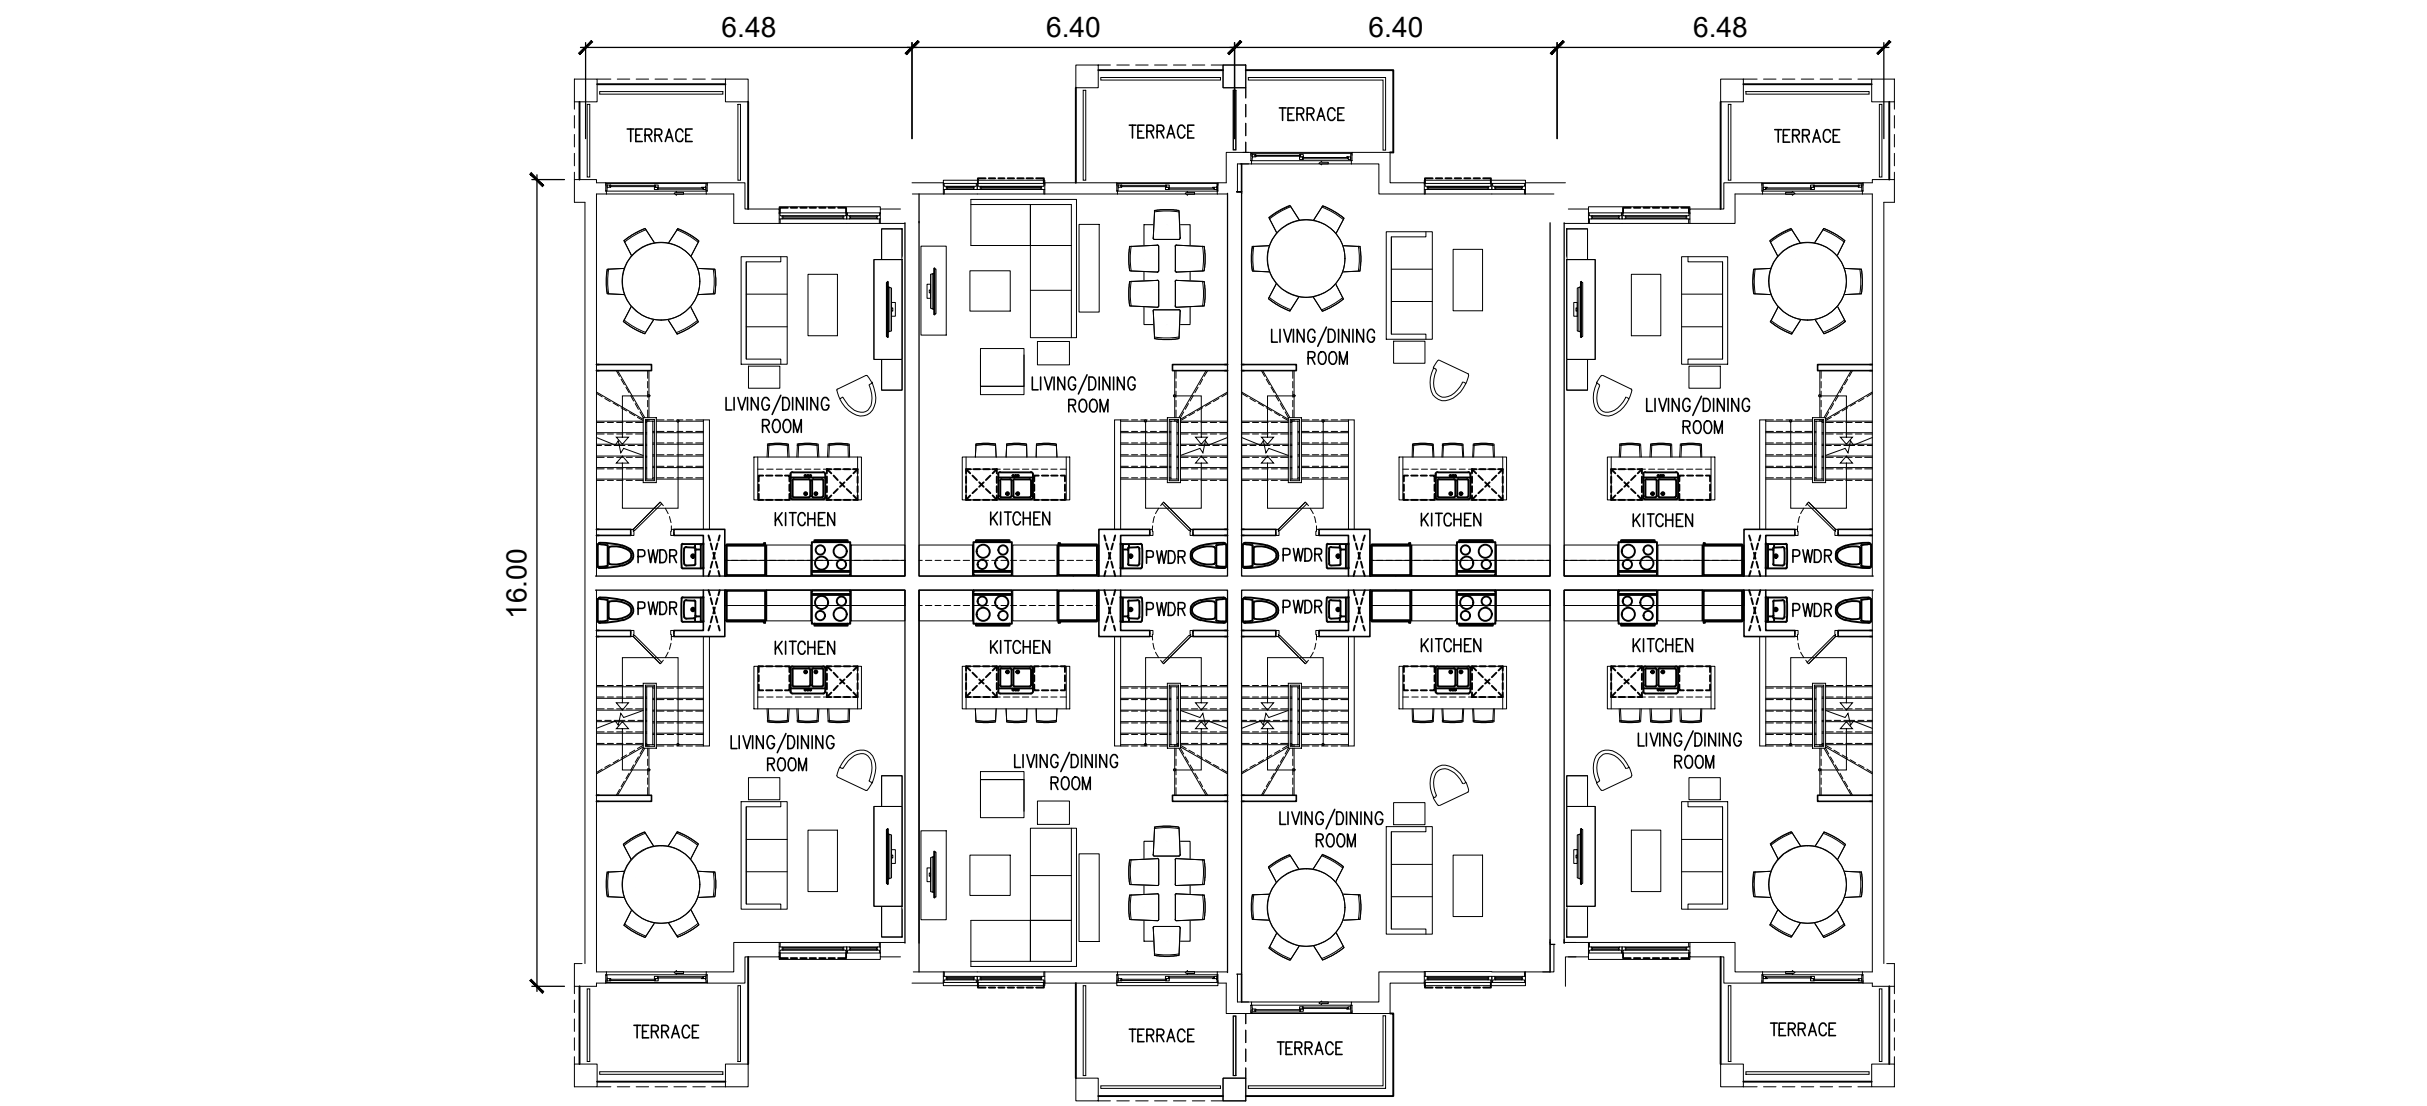 6.48
6.40
6.40
6.48
TERRACE
TERRACE
TERRACE
TERRACE
LIVING/DINING
ROOM
LIVING/DINING
ROOM
LIVING/DINING
ROOM
LIVING/DINING
ROOM
KITCHEN
KITCHEN
KITCHEN
KITCHEN
PWDR
PWDR
PWDR
PWDR
16.00
PWDR
PWDR
PWDR
PWDR
KITCHEN
KITCHEN
KITCHEN
KITCHEN
LIVING/DINING
ROOM
LIVING/DINING
ROOM
LIVING/DINING
ROOM
LIVING/DINING
ROOM
TERRACE
TERRACE
TERRACE
TERRACE